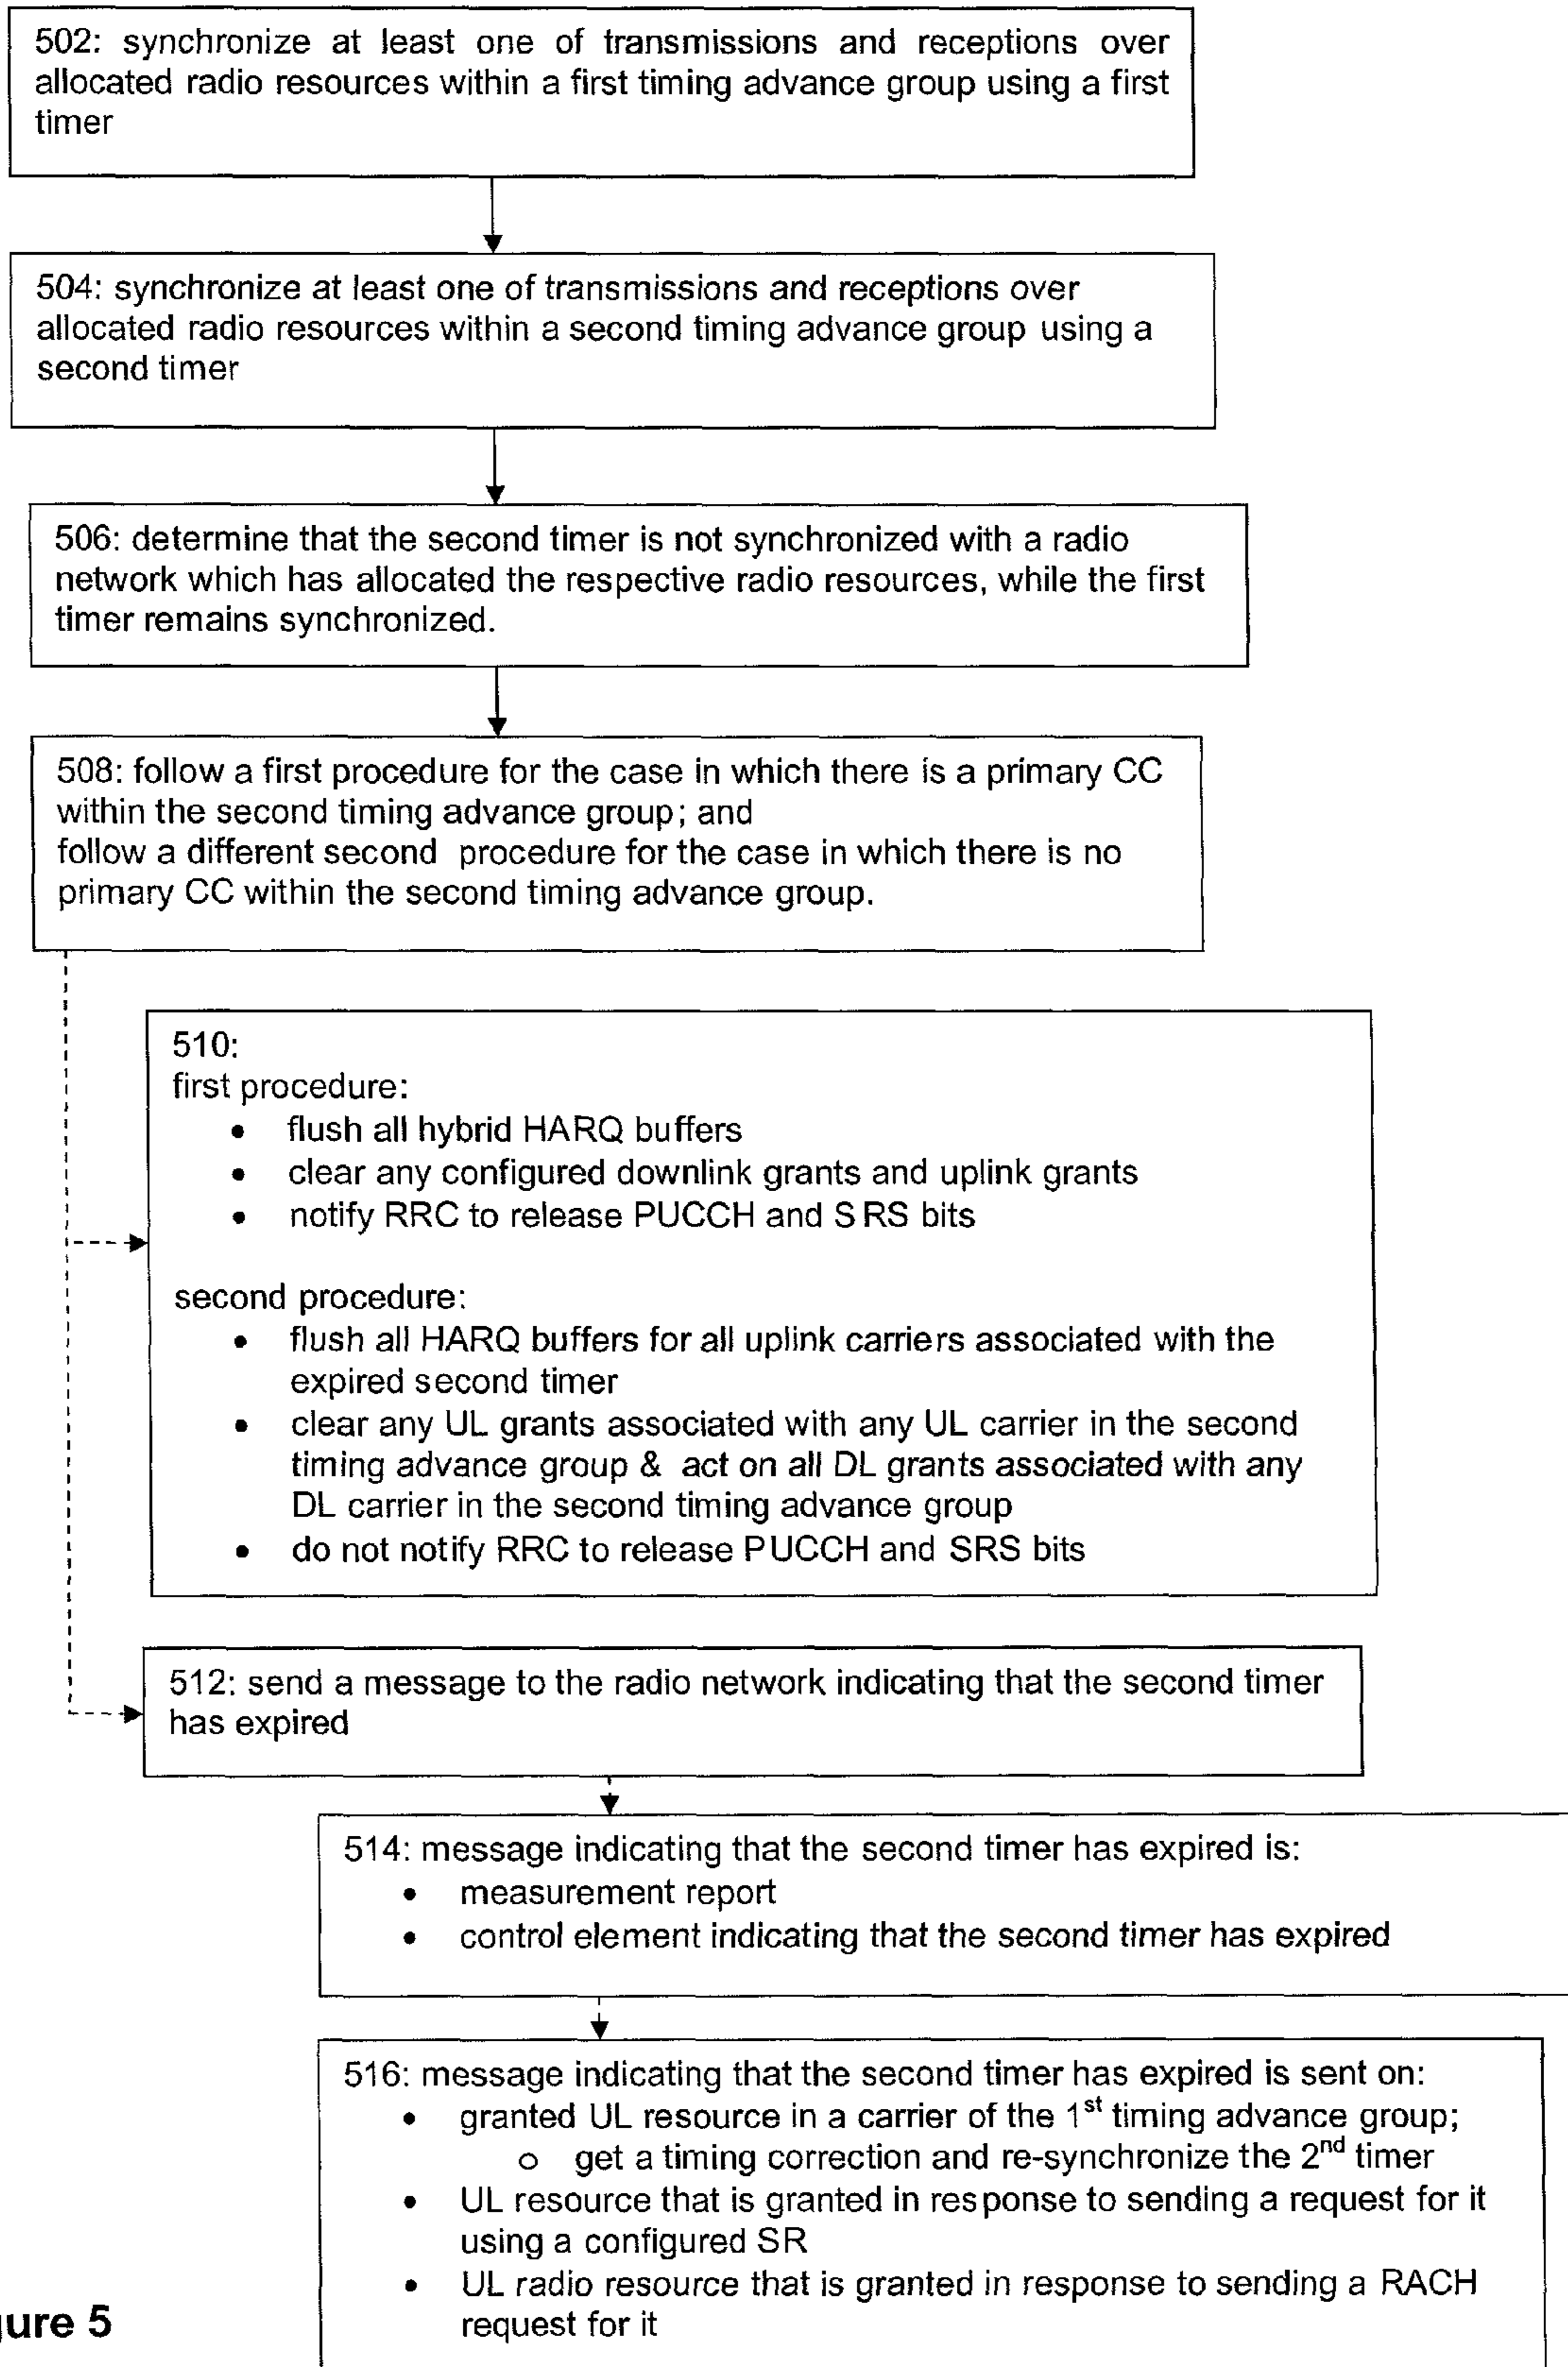 502: synchronize at least one of transmissions and receptions over
allocated radio resources within a first timing advance group using a first
timer
504: synchronize at least one of transmissions and receptions over
allocated radio resources within a second timing advance group using a
second timer
506: determine that the second timer is not synchronized with a radio
network which has allocated the respective radio resources, while the first
timer remains synchronized.
508: follow a first procedure for the case in which there is a primary CC
within the second timing advance group; and
follow a different second procedure for the case in which there is no
primary CC within the second timing advance group.
510:
first procedure:
• flush all hybrid HARQ buffers
• clear any configured downlink grants and uplink grants
• notify RRC to release PUCCH and SRS bits
second procedure:
• flush all HARQ buffers for all uplink carriers associated with the
expired second timer
• clear any UL grants associated with any UL carrier in the second
timing advance group & act on all DL grants associated with any
DL carrier in the second timing advance group
• do not notify RRC to release PUCCH and SRS bits
512: send a message to the radio network indicating that the second timer
has expired
514: message indicating that the second timer has expired is:
• measurement report
• control element indicating that the second timer has expired
516: message indicating that the second timer has expired is sent on:
• granted UL resource in a carrier of the 1st timing advance group;
o get a timing correction and re-synchronize the 2nd timer
• UL resource that is granted in response to sending a request for it
using a configured SR
• UL radio resource that is granted in response to sending a RACH
request for it
ure 5